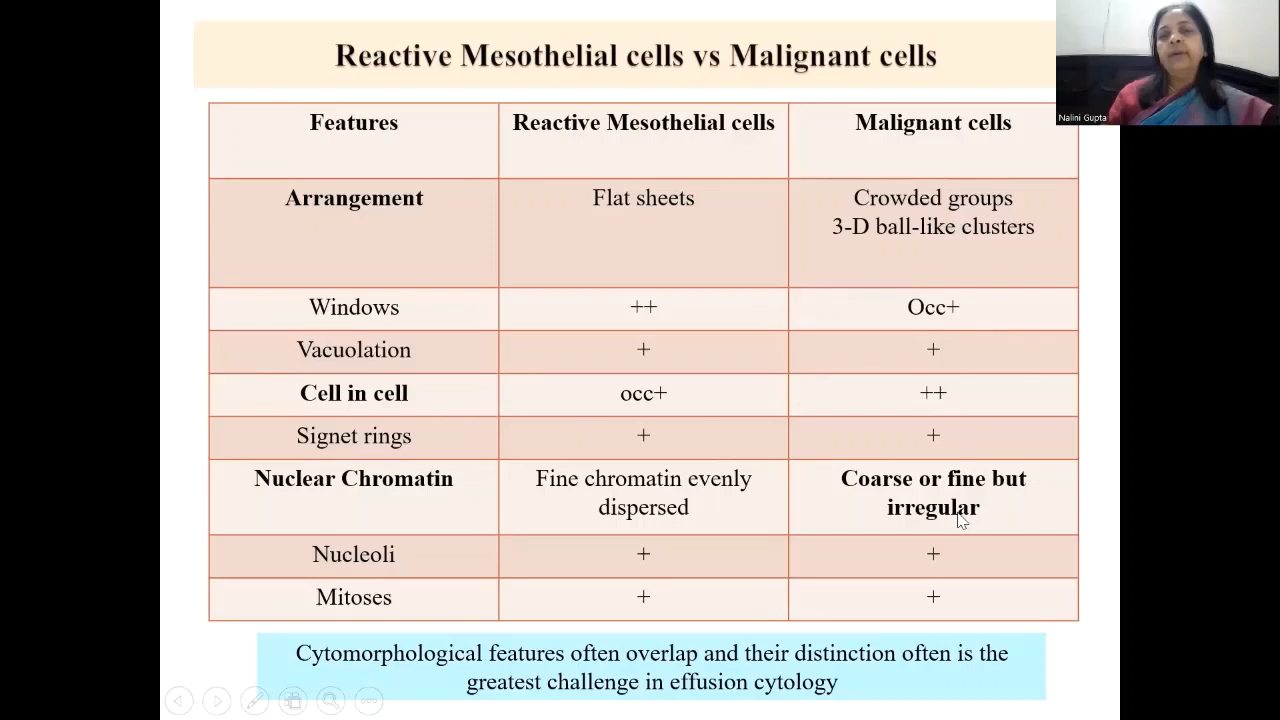 Reactive Mesothelial cells vs Malignant cells
Nalini Gupta
Features Reactive Mesothelial cells Malignant cells
Arrangement Flat sheets Crowded groups
3-D ball-like clusters
Windows ++ Occ+
Vacuolation + +
Cell in cell occ+ ++
Signet rings + +
Nuclear Chromatin Fine chromatin evenly Coarse or fine but
dispersed irregular
Nucleoli + +
Mitoses + +
Cytomorphological features often overlap and their distinction often is the
greatest challenge in effusion cytology